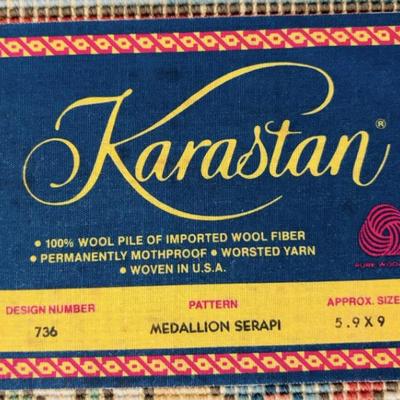 Karastan®
• 100% WOOL PILE OF IMPORTED WOOL FIBER
• PERMANENTLY MOTHPROOF • WORSTED YARN
• WOVEN IN U.S.A.
PURE WOOL
DESIGN NUMBER PATTERN APPROX. SIZE
736 MEDALLION SERAPI 5.9 X 9